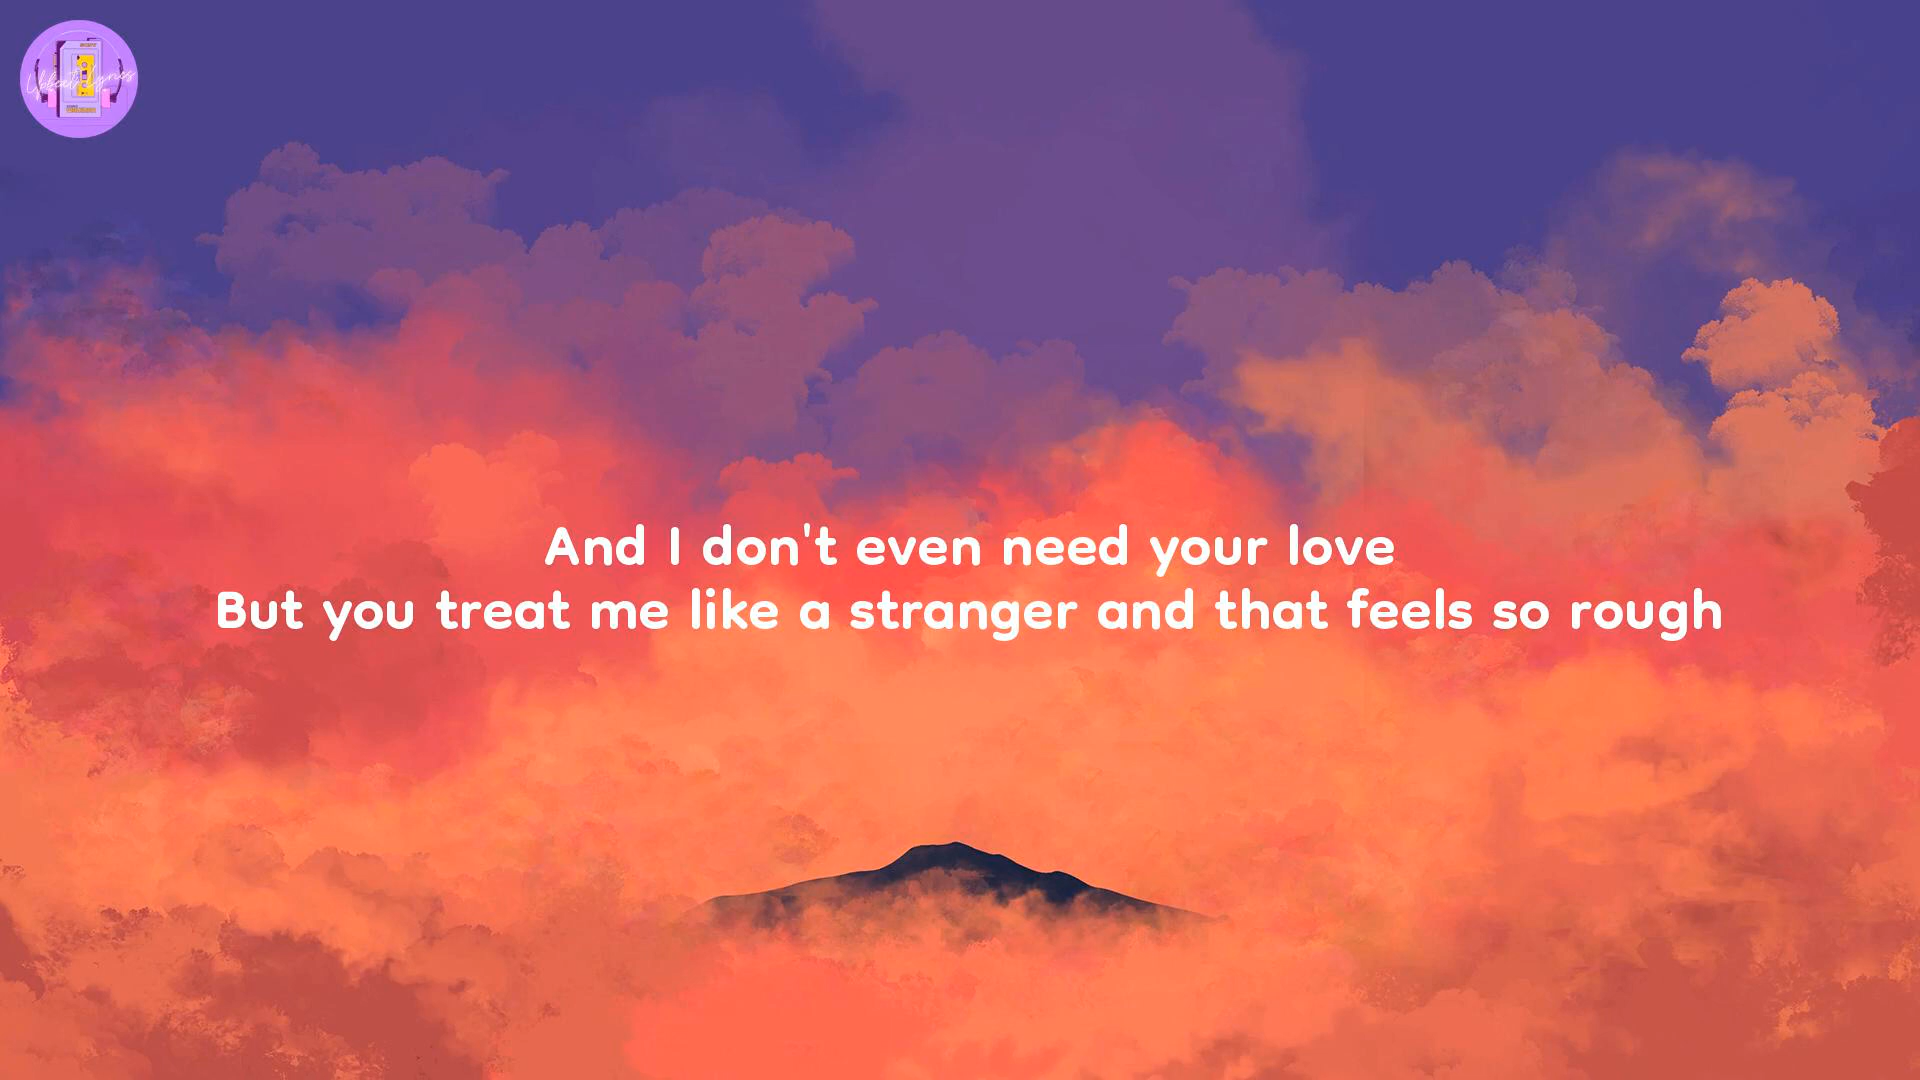 And I don't even need your love
But you treat me like a stranger and that feels so rough